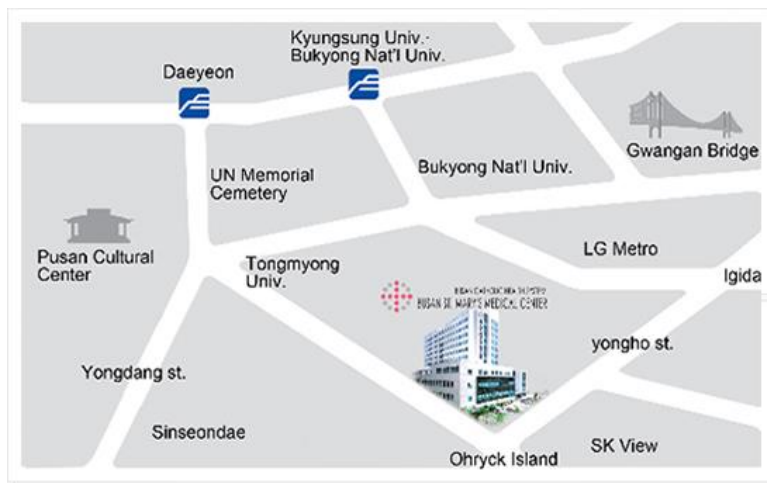 Kyungsung Univ.·
Bukyong Nat'l Univ.
Daeyeon
Gwangan Bridge
Bukyong Nat'l Univ.
UN Memorial
Cemetery
Pusan Cultural
Center
LG Metro
Tongmyong
Univ.
Igida
BUSAN ST. MARY'S MEDICAL CENTER
yongho st.
Yongdang st.
Sinseondae
SK View
Ohryck Island